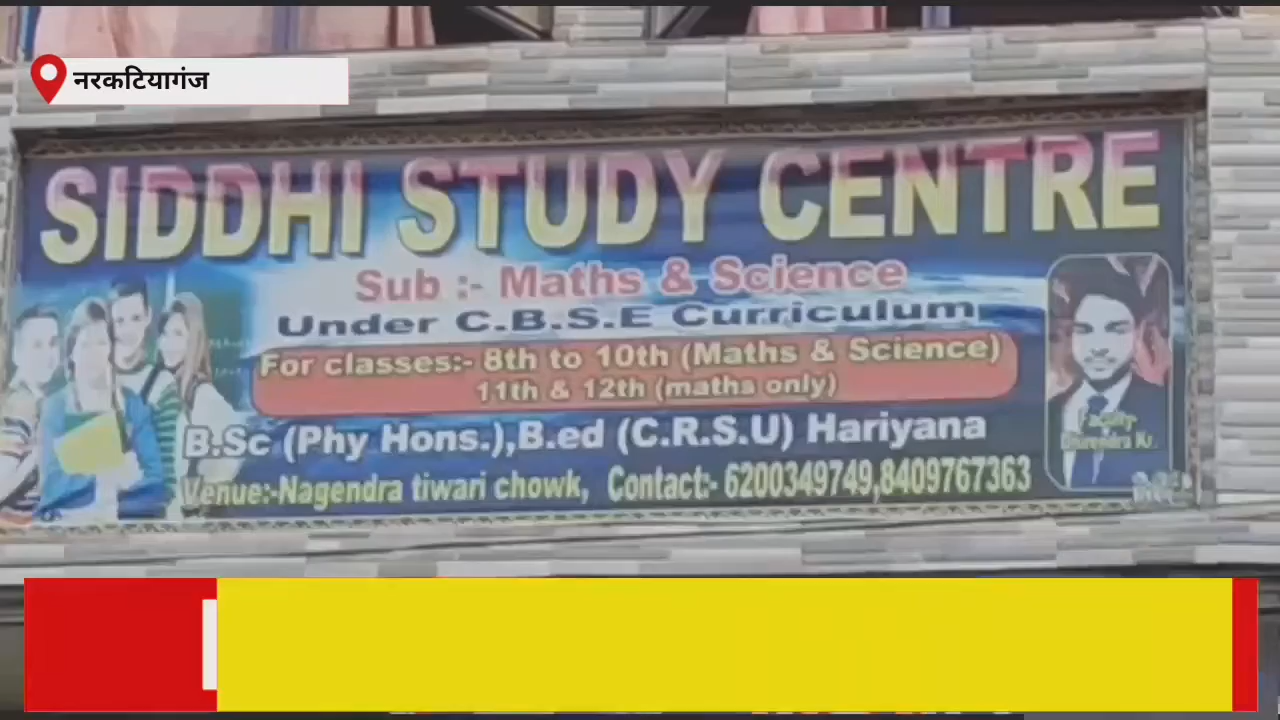 नरकटियागंज
SIDDHI STUDY CENTRE
Sub :- Maths & Science
Under C.B.S.E Curriculum
For classes:- 8th to 10th (Maths & Science)
11th & 12th (maths only)
B.Sc (Phy Hons.),B.ed (C.R.S.U) Hariyana
Venue:-Nagendra tiwari chowk, Contact:- 6200349749,8409767363